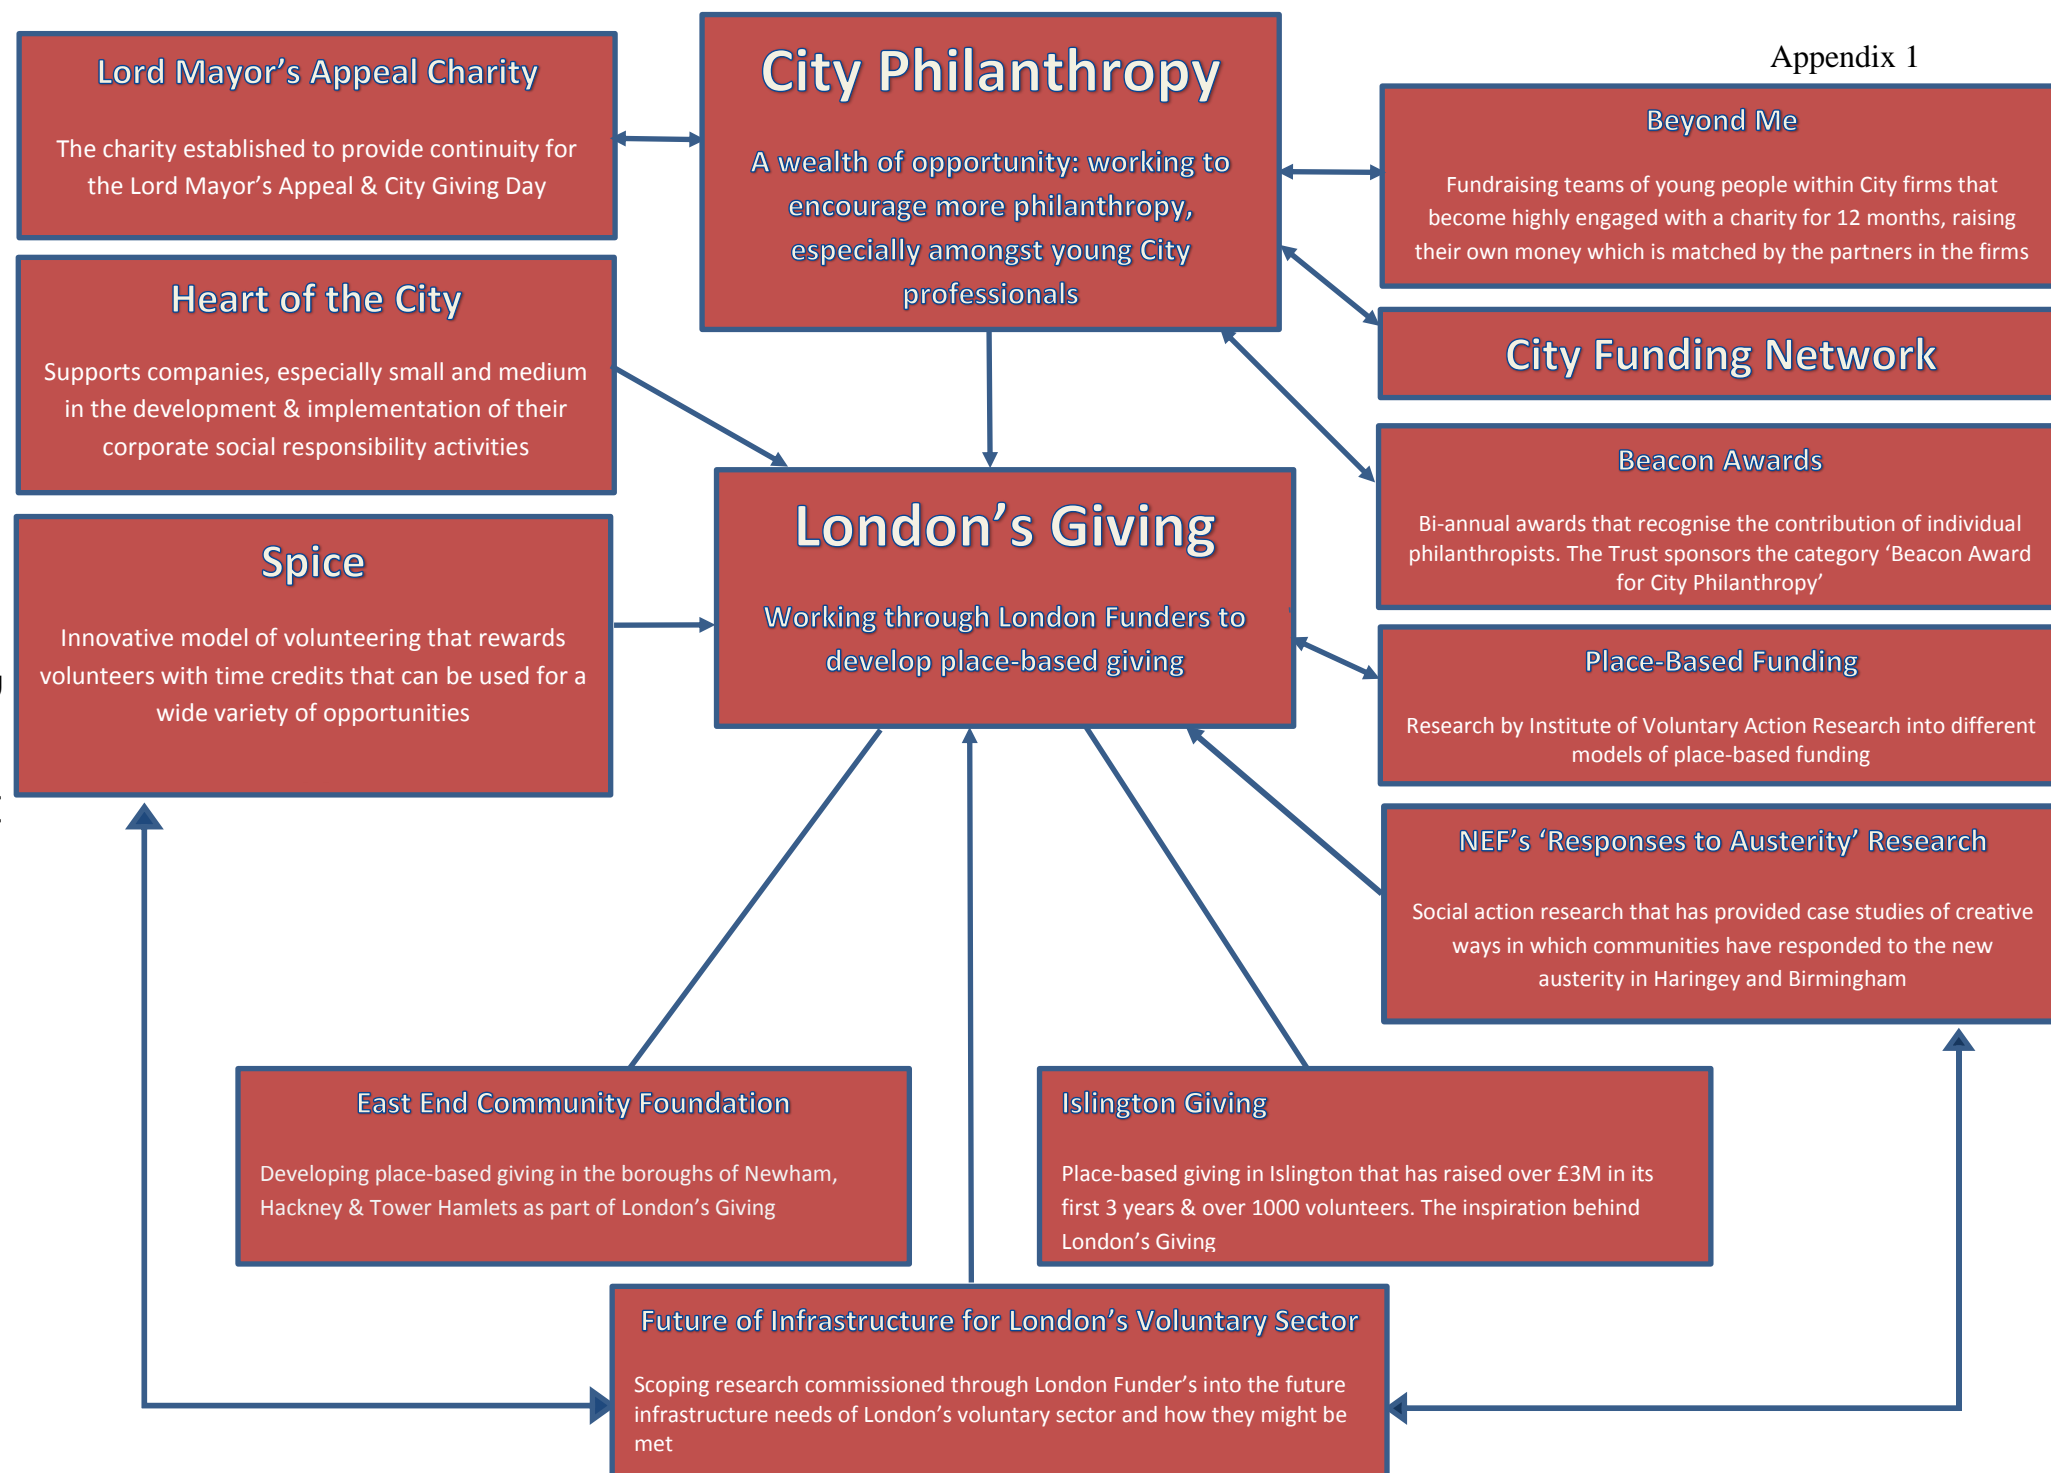 Appendix 1
Lord Mayor's Appeal Charity
The charity established to provide continuity for
the Lord Mayor's Appeal & City Giving Day
City Philanthropy
A wealth of opportunity: working to
encourage more philanthropy,
especially amongst young City
professionals
Beyond Me
Fundraising teams of young people within City firms that
become highly engaged with a charity for 12 months, raising
their own money which is matched by the partners in the firms
Heart of the City
Supports companies, especially small and medium
in the development & implementation of their
corporate social responsibility activities
City Funding Network
Beacon Awards
Bi-annual awards that recognise the contribution of individual
philanthropists. The Trust sponsors the category ‘Beacon Award
for City Philanthropy’
London’s Giving
Working through London Funders to
develop place-based giving
Spice
Innovative model of volunteering that rewards
volunteers with time credits that can be used for a
wide variety of opportunities
Place-Based Funding
Research by Institute of Voluntary Action Research into different
models of place-based funding
NEF’s ‘Responses to Austerity’ Research
Social action research that has provided case studies of creative
ways in which communities have responded to the new
austerity in Haringey and Birmingham
East End Community Foundation
Developing place-based giving in the boroughs of Newham,
Hackney & Tower Hamlets as part of London’s Giving
Islington Giving
Place-based giving in Islington that has raised over £3M in its
first 3 years & over 1000 volunteers. The inspiration behind
London’s Giving
Future of Infrastructure for London’s Voluntary Sector
Scoping research commissioned through London Funder’s into the future
infrastructure needs of London’s voluntary sector and how they might be
met